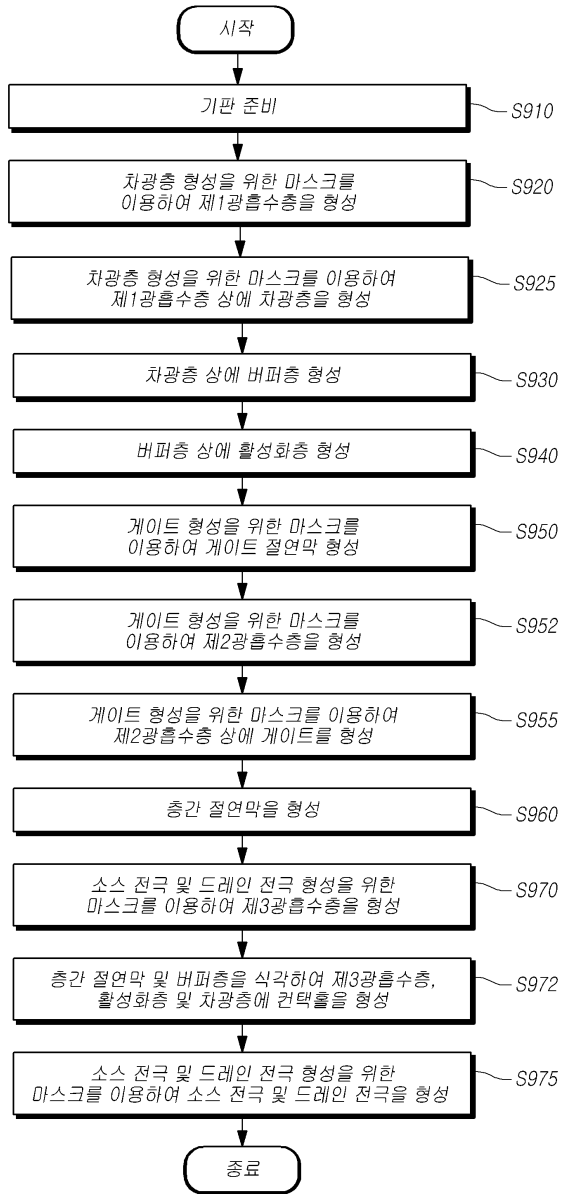 시작
기판 준비
S910
차광층 형성을 위한 마스크를
이용하여 제1광흡수층을 형성
S920
차광층 형성을 위한 마스크를 이용하여
제1광흡수층 상에 차광층을 형성
S925
차광층 상에 버퍼층 형성
S930
버퍼층 상에 활성화층 형성
S940
게이트 형성을 위한 마스크를
이용하여 게이트 절연막 형성
S950
게이트 형성을 위한 마스크를
이용하여 제2광흡수층을 형성
S952
게이트 형성을 위한 마스크를 이용하여
제2광흡수층 상에 게이트를 형성
S955
층간 절연막을 형성
S960
소스 전극 및 드레인 전극 형성을 위한
마스크를 이용하여 제3광흡수층을 형성
S970
층간 절연막 및 버퍼층을 식각하여 제3광흡수층,
활성화층 및 차광층에 컨택홀을 형성
S972
소스 전극 및 드레인 전극 형성을 위한
마스크를 이용하여 소스 전극 및 드레인 전극을 형성
S975
종료